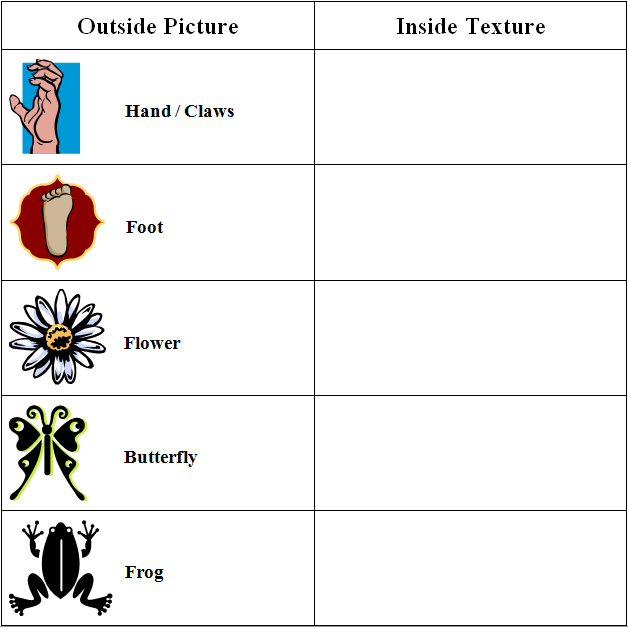 Outside Picture
Inside Texture
Hand / Claws
Foot
Flower
Butterfly
Frog